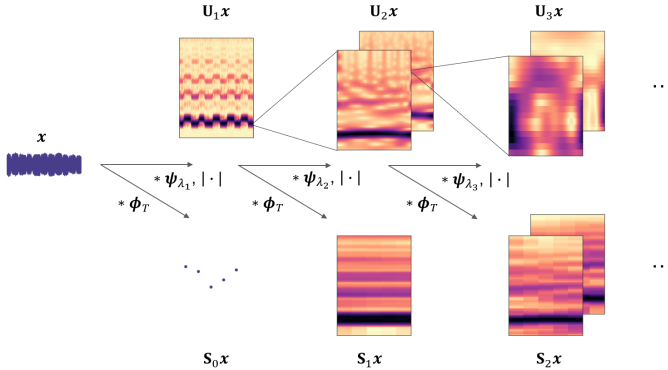 U₁x U₂x U₃x
x
. .
* ψ_λ₁, | · | * ψ_λ₂, | · | * ψ_λ₃, | · |
* ϕ_T * ϕ_T * ϕ_T
. .
S₀x S₁x S₂x